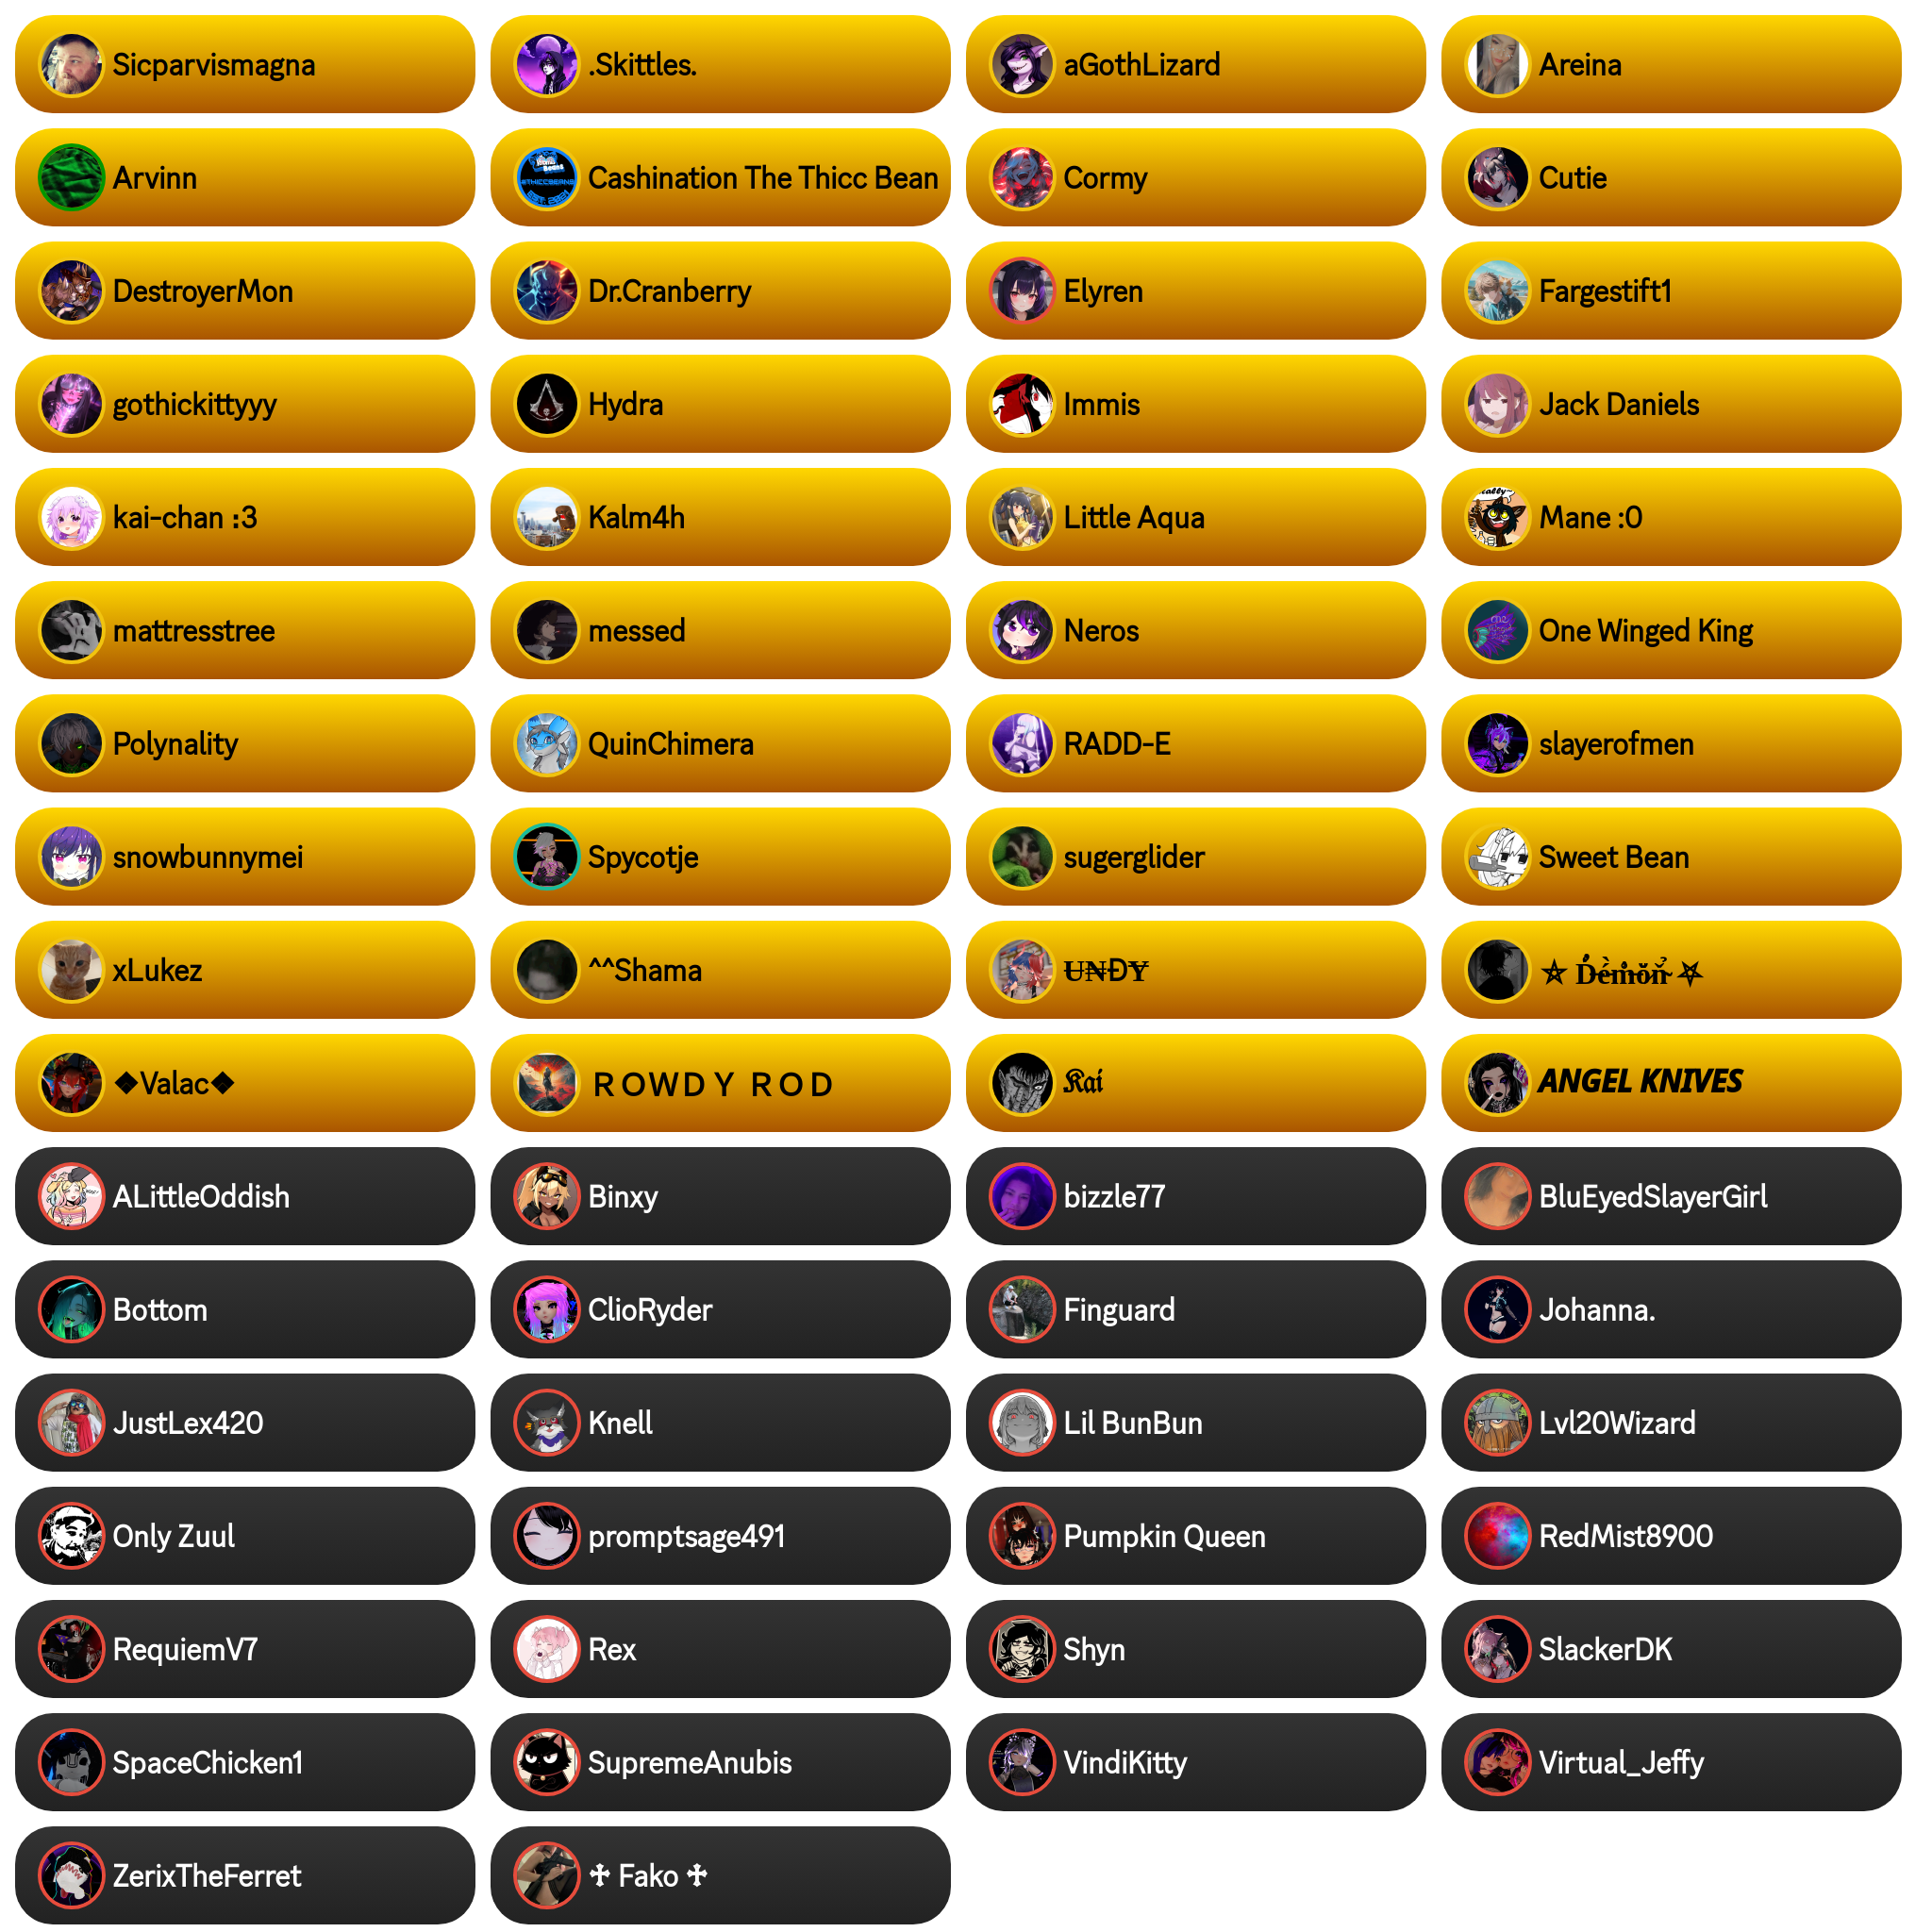 Sicparvismagna
.Skittles.
aGothLizard
Areina
Arvinn
Cashination The Thicc Bean
Cormy
Cutie
DestroyerMon
Dr.Cranberry
Elyren
Fargestift1
gothickittyyy
Hydra
Immis
Jack Daniels
kai-chan :3
Kalm4h
Little Aqua
Mane :0
mattresstree
messed
Neros
One Winged King
Polynality
QuinChimera
RADD-E
slayerofmen
snowbunnymei
Spycotje
sugerglider
Sweet Bean
xLukez
^^Shama
U̶N̶ĐY̶
⛤ D̴è̴m̴ŏ̴n̴̉ ⛧
❖Valac❖
ＲＯＷＤＹ ＲＯＤ
𝕶𝖆𝖎
𝘼𝙉𝙂𝙀𝙇 𝙆𝙉𝙄𝙑𝙀𝙎
ALittleOddish
Binxy
bizzle77
BluEyedSlayerGirl
Bottom
ClioRyder
Finguard
Johanna.
JustLex420
Knell
Lil BunBun
Lvl20Wizard
Only Zuul
promptsage491
Pumpkin Queen
RedMist8900
RequiemV7
Rex
Shyn
SlackerDK
SpaceChicken1
SupremeAnubis
VindiKitty
Virtual_Jeffy
ZerixTheFerret
♱ Fako ♱